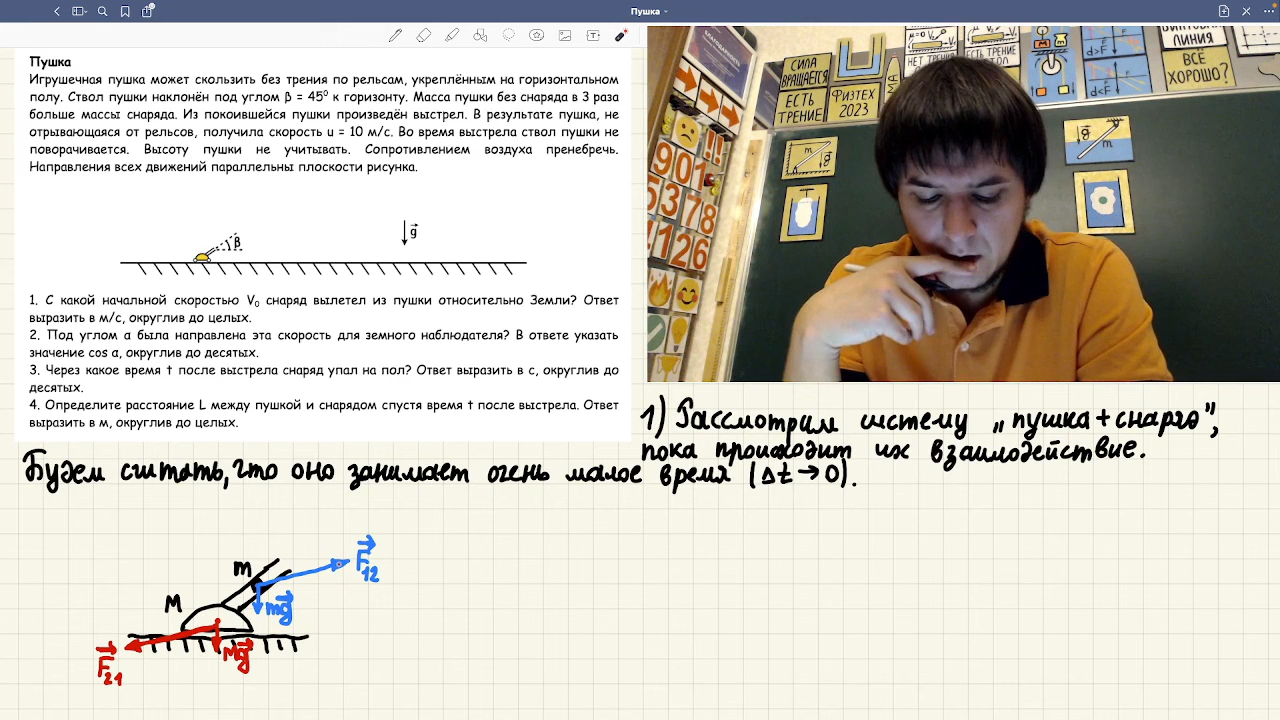 Пушка
Пушка
Игрушечная пушка может скользить без трения по рельсам, укреплённым на горизонтальном
полу. Ствол пушки наклонён под углом β = 45⁰ к горизонту. Масса пушки без снаряда в 3 раза
больше массы снаряда. Из покоившейся пушки произведён выстрел. В результате пушка, не
отрывающаяся от рельсов, получила скорость u = 10 м/с. Во время выстрела ствол пушки не
поворачивается. Высоту пушки не учитывать. Сопротивлением воздуха пренебречь.
Направления всех движений параллельны плоскости рисунка.
β
g
1. С какой начальной скоростью V₀ снаряд вылетел из пушки относительно Земли? Ответ
выразить в м/с, округлив до целых.
2. Под углом α была направлена эта скорость для земного наблюдателя? В ответе указать
значение cos α, округлив до десятых.
3. Через какое время t после выстрела снаряд упал на пол? Ответ выразить в с, округлив до
десятых.
4. Определите расстояние L между пушкой и снарядом спустя время t после выстрела. Ответ
выразить в м, округлив до целых.
БЛАГОДАРНОСТЬ
СИЛА
ВРАЩАЕТСЯ
ЕСТЬ
ТРЕНИЕ
ФИЗТЕХ
2023
ЛИНИЯ
ВСЁ
ХОРОШО?
d>F
d<F
m
g
g
m
!!
901
5378
126
1) Рассмотрим систему „пушка+снаряд",
пока происходит их взаимодействие.
Будем считать, что оно занимает очень малое время (Δt→0).
m
F₁₂
M
mg
Mg
F₂₁